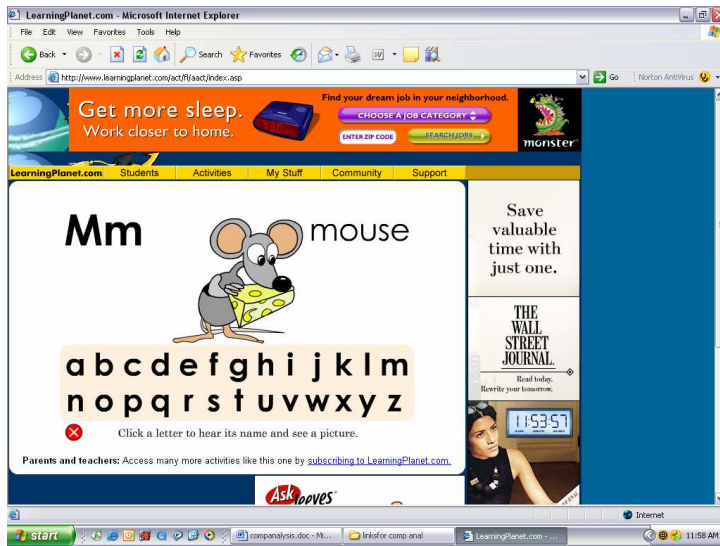 LearningPlanet.com - Microsoft Internet Explorer
File Edit View Favorites Tools Help
Back Search Favorites
Address http://www.learningplanet.com/act/fl/aact/index.asp Go Norton AntiVirus
Get more sleep.
Work closer to home.
Find your dream job in your neighborhood.
CHOOSE A JOB CATEGORY
ENTER ZIP CODE SEARCH JOBS
monster
LearningPlanet.com Students Activities My Stuff Community Support
Mm mouse
a b c d e f g h i j k l m
n o p q r s t u v w x y z
Click a letter to hear its name and see a picture.
Parents and teachers: Access many more activities like this one by subscribing to LearningPlanet.com.
Save
valuable
time with
just one.
THE
WALL
STREET
JOURNAL.
Read today.
Rewrite your tomorrow.
11:53:57
Ask Jeeves
Internet
start companalysis.doc - Mi... linksfor comp anal LearningPlanet.com - ... 11:58 AM